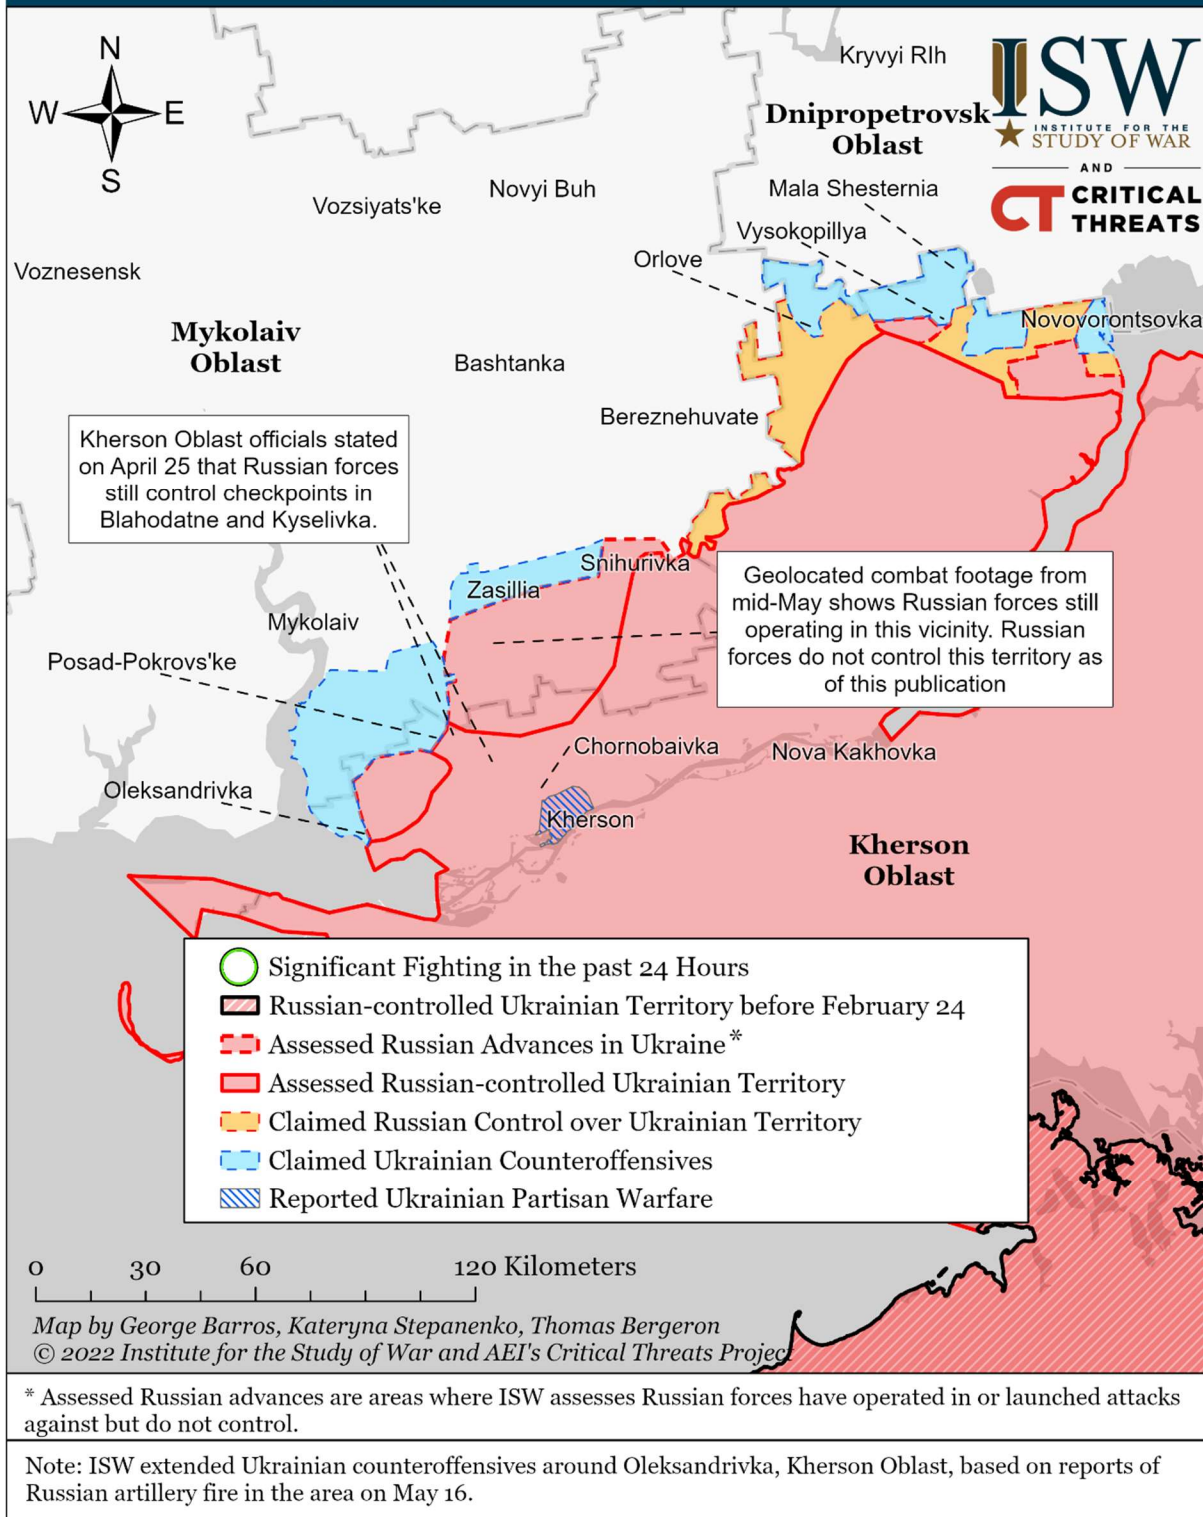 N
W
E
S
Kryvyi RIh
ISW
INSTITUTE FOR THE
STUDY OF WAR
AND
CT CRITICAL
THREATS
Dnipropetrovsk
Oblast
Mala Shesternia
Novyi Buh
Vozsiyats'ke
Vysokopillya
Orlove
Voznesensk
Novovorontsovka
Mykolaiv
Oblast
Bashtanka
Bereznehuvate
Kherson Oblast officials stated
on April 25 that Russian forces
still control checkpoints in
Blahodatne and Kyselivka.
Snihurivka
Zasillia
Geolocated combat footage from
mid-May shows Russian forces still
operating in this vicinity. Russian
forces do not control this territory as
of this publication
Mykolaiv
Posad-Pokrovs'ke
Chornobaivka
Nova Kakhovka
Oleksandrivka
Kherson
Kherson
Oblast
Significant Fighting in the past 24 Hours
Russian-controlled Ukrainian Territory before February 24
Assessed Russian Advances in Ukraine*
Assessed Russian-controlled Ukrainian Territory
Claimed Russian Control over Ukrainian Territory
Claimed Ukrainian Counteroffensives
Reported Ukrainian Partisan Warfare
0 30 60 120 Kilometers
Map by George Barros, Kateryna Stepanenko, Thomas Bergeron
© 2022 Institute for the Study of War and AEI's Critical Threats Project
* Assessed Russian advances are areas where ISW assesses Russian forces have operated in or launched attacks
against but do not control.
Note: ISW extended Ukrainian counteroffensives around Oleksandrivka, Kherson Oblast, based on reports of
Russian artillery fire in the area on May 16.